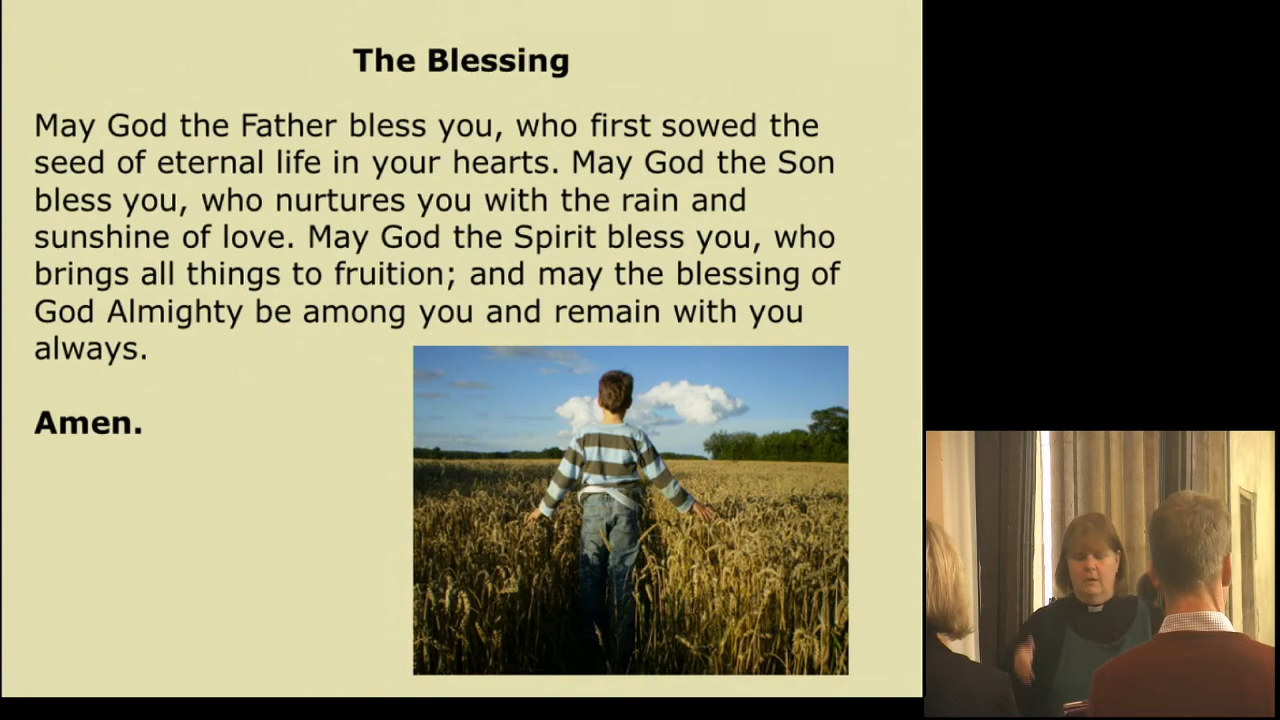 The Blessing
May God the Father bless you, who first sowed the
seed of eternal life in your hearts. May God the Son
bless you, who nurtures you with the rain and
sunshine of love. May God the Spirit bless you, who
brings all things to fruition; and may the blessing of
God Almighty be among you and remain with you
always.
Amen.